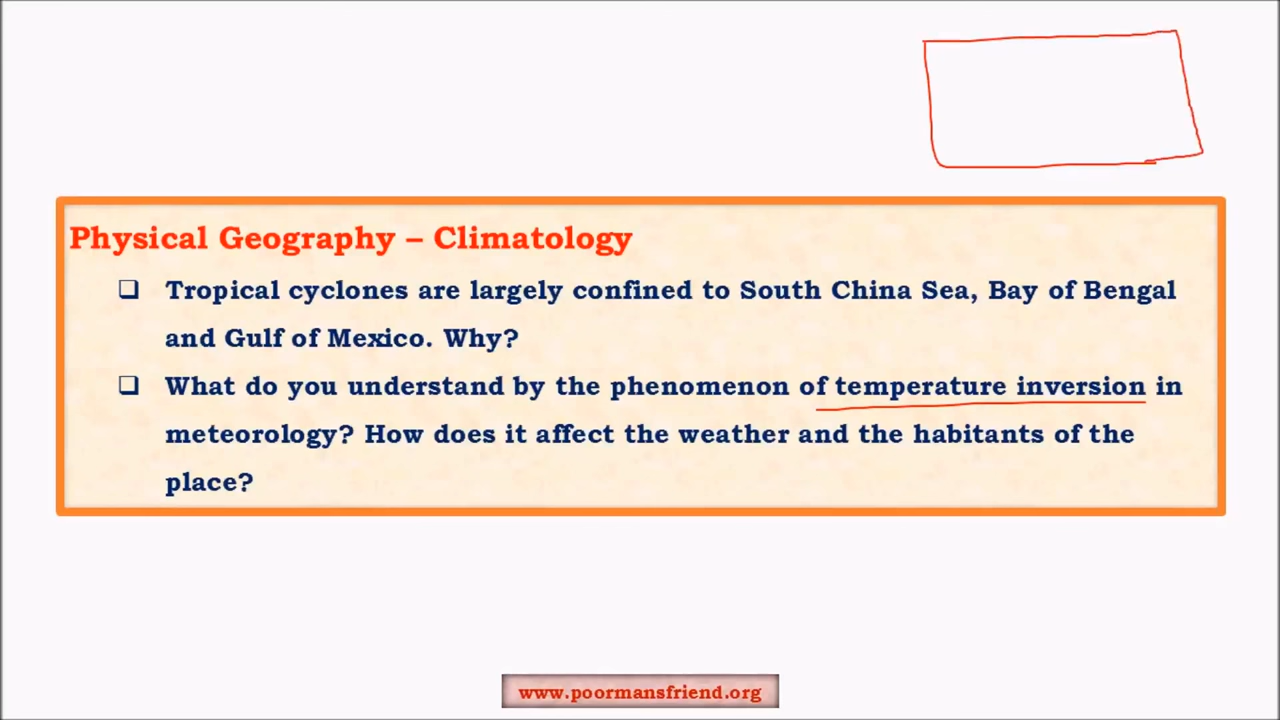 Physical Geography – Climatology
❑ Tropical cyclones are largely confined to South China Sea, Bay of Bengal
and Gulf of Mexico. Why?
❑ What do you understand by the phenomenon of temperature inversion in
meteorology? How does it affect the weather and the habitants of the
place?
www.poormansfriend.org